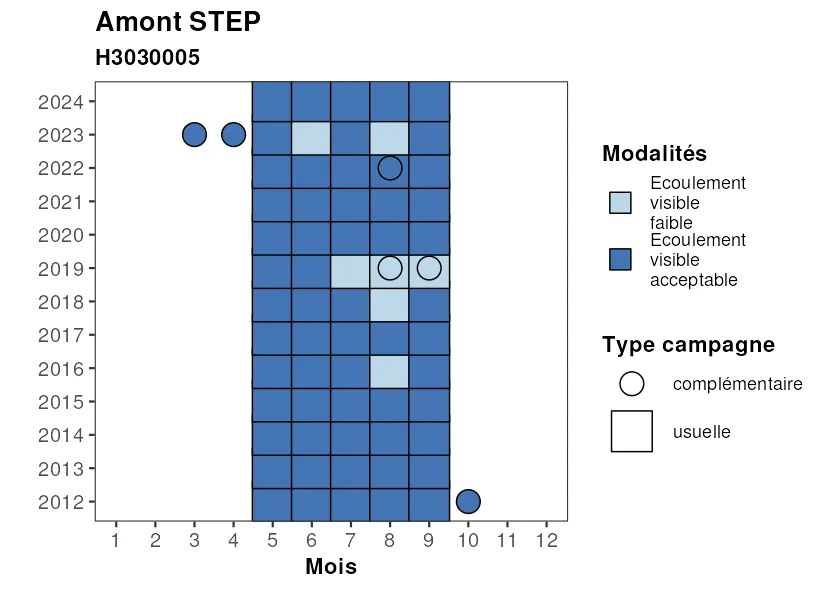 Amont STEP
H3030005
2024
2023
2022
2021
2020
2019
2018
2017
2016
2015
2014
2013
2012
1 2 3 4 5 6 7 8 9 10 11 12
Mois
Modalités
Ecoulement
visible
faible
Ecoulement
visible
acceptable
Type campagne
complémentaire
usuelle